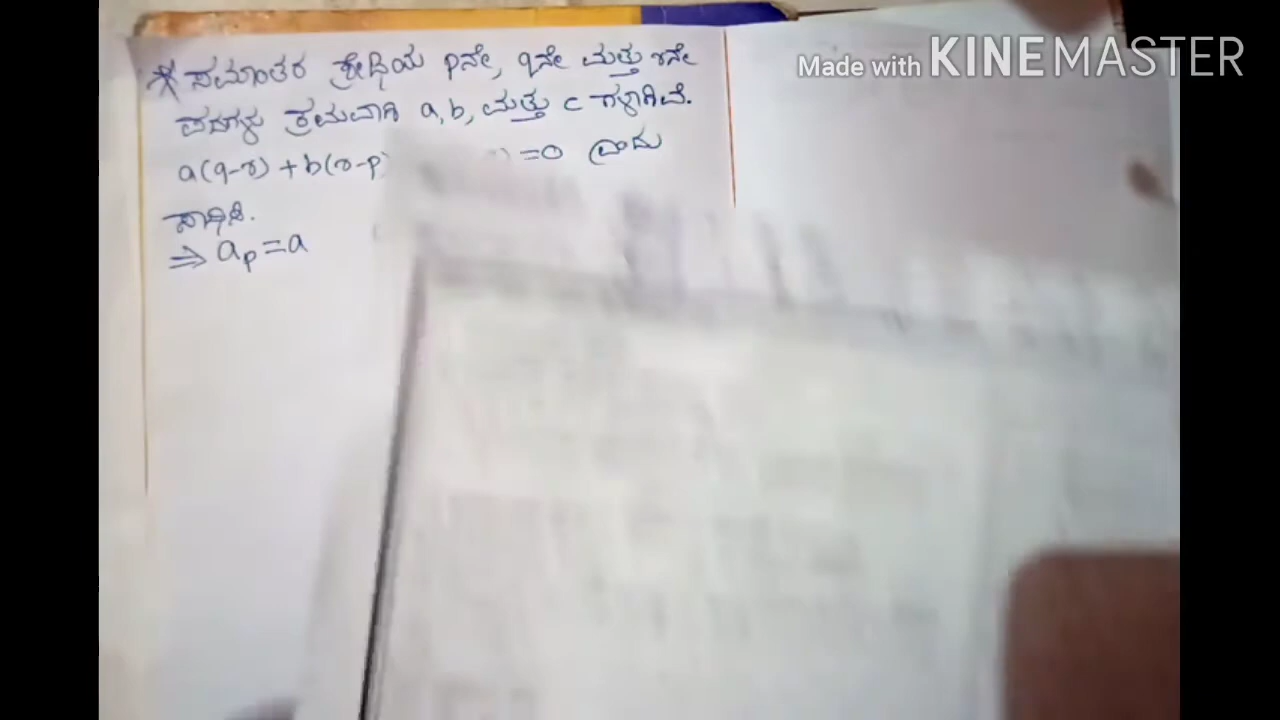 * ಸಮಾಂತರ ಶ್ರೇಢಿಯ pನೇ, qನೇ ಮತ್ತು rನೇ
ಪದಗಳು ಕ್ರಮವಾಗಿ a, b, ಮತ್ತು c ಗಳಾಗಿವೆ.
a(q-r) + b(r-p) ) =0 ಎಂದು
ಸಾಧಿಸಿ.
⇒ aₚ = a
Made with KINEMASTER